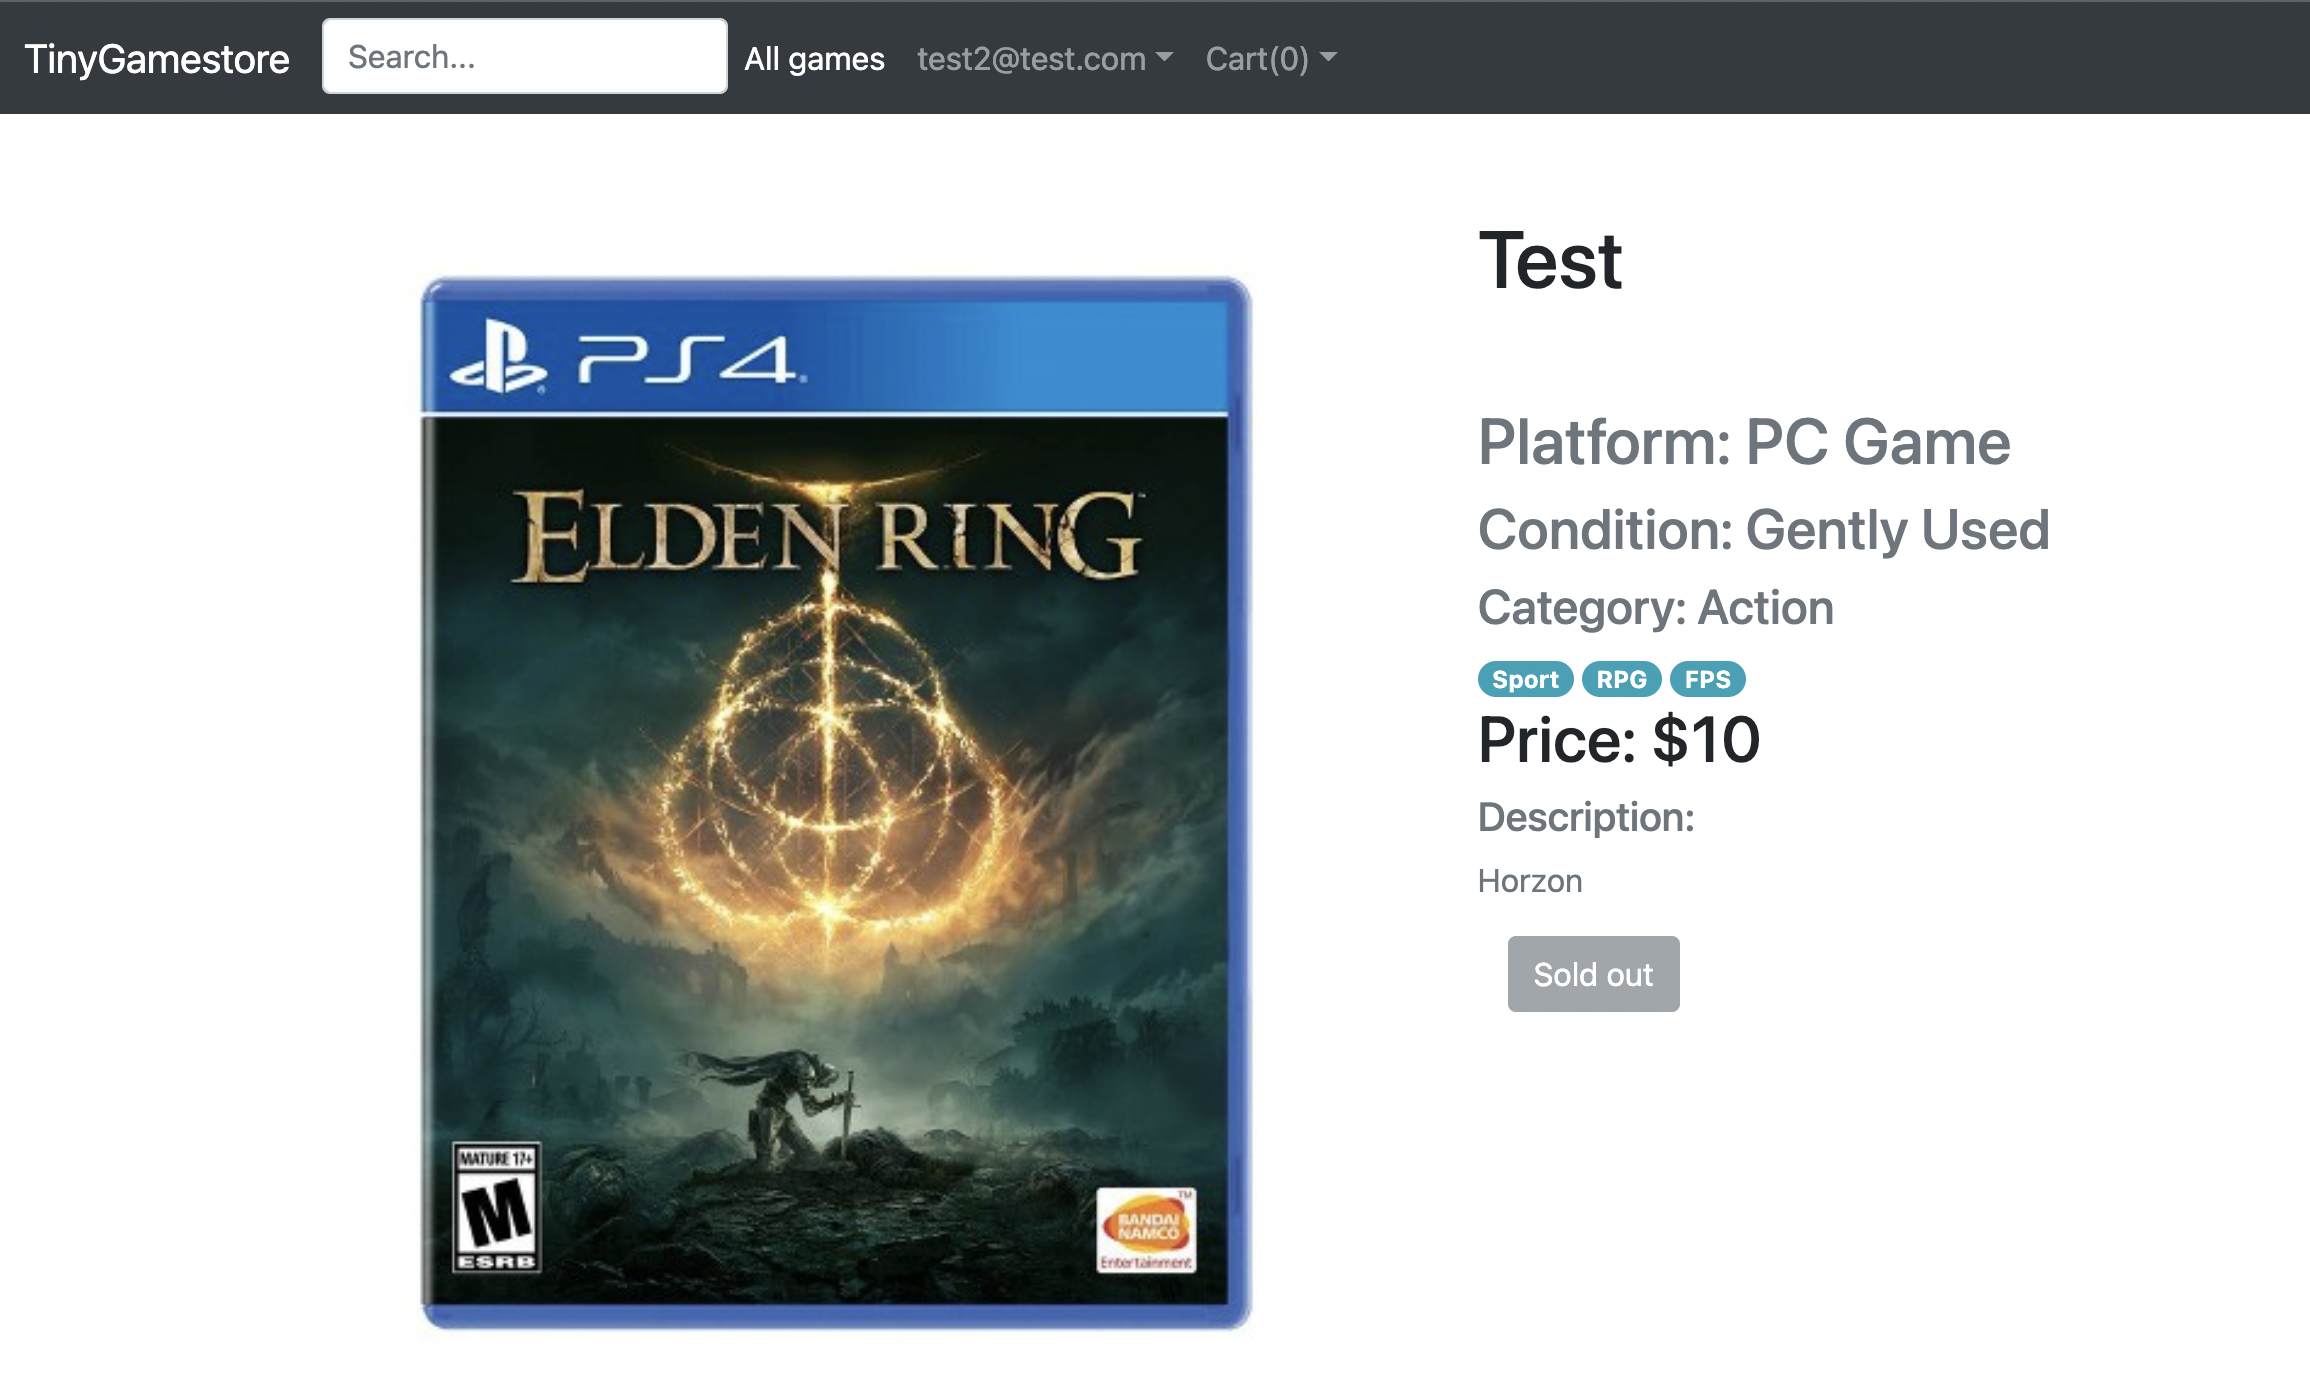 TinyGamestore Search... All games test2@test.com Cart(0)
Test
PS4
ELDEN RING
Platform: PC Game
Condition: Gently Used
Category: Action
Sport RPG FPS
Price: $10
Description:
Horzon
Sold out
MATURE 17+
M
ESRB
BANDAI
NAMCO
Entertainment